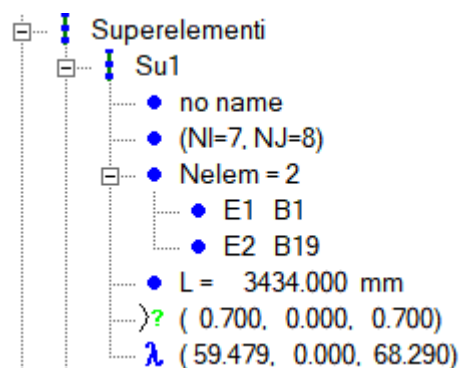 Superelementi
Su1
no name
(NI=7, NJ=8)
Nelem = 2
E1 B1
E2 B19
L = 3434.000 mm
)? ( 0.700, 0.000, 0.700)
λ ( 59.479, 0.000, 68.290)